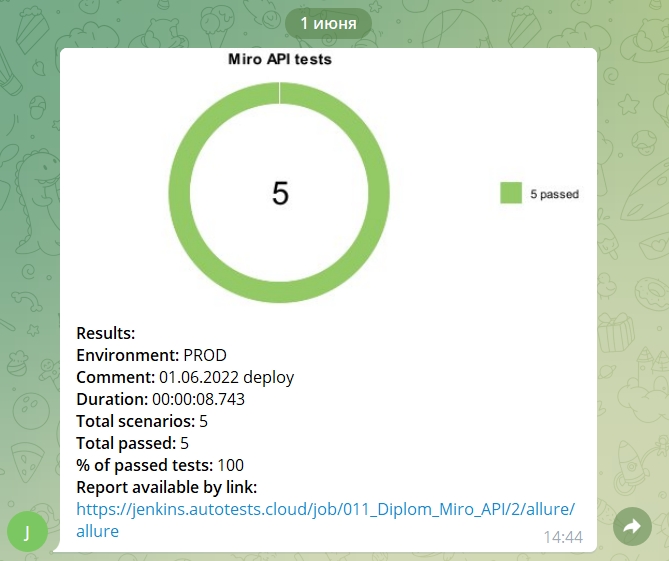 1 июня
Miro API tests
5
5 passed
Results:
Environment: PROD
Comment: 01.06.2022 deploy
Duration: 00:00:08.743
Total scenarios: 5
Total passed: 5
% of passed tests: 100
Report available by link:
https://jenkins.autotests.cloud/job/011_Diplom_Miro_API/2/allure/
allure
14:44
J